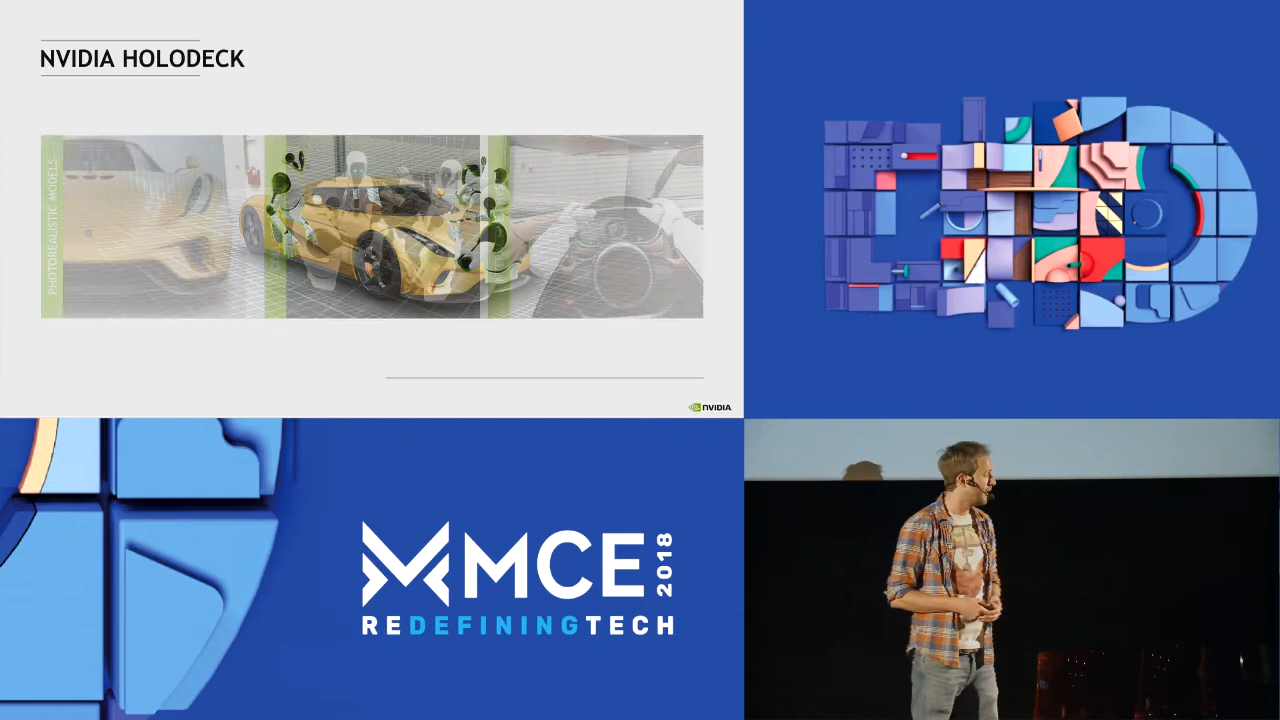 NVIDIA HOLODECK
PHOTOREALISTIC MODELS
NVIDIA
MCE 2018
REDEFININGTECH